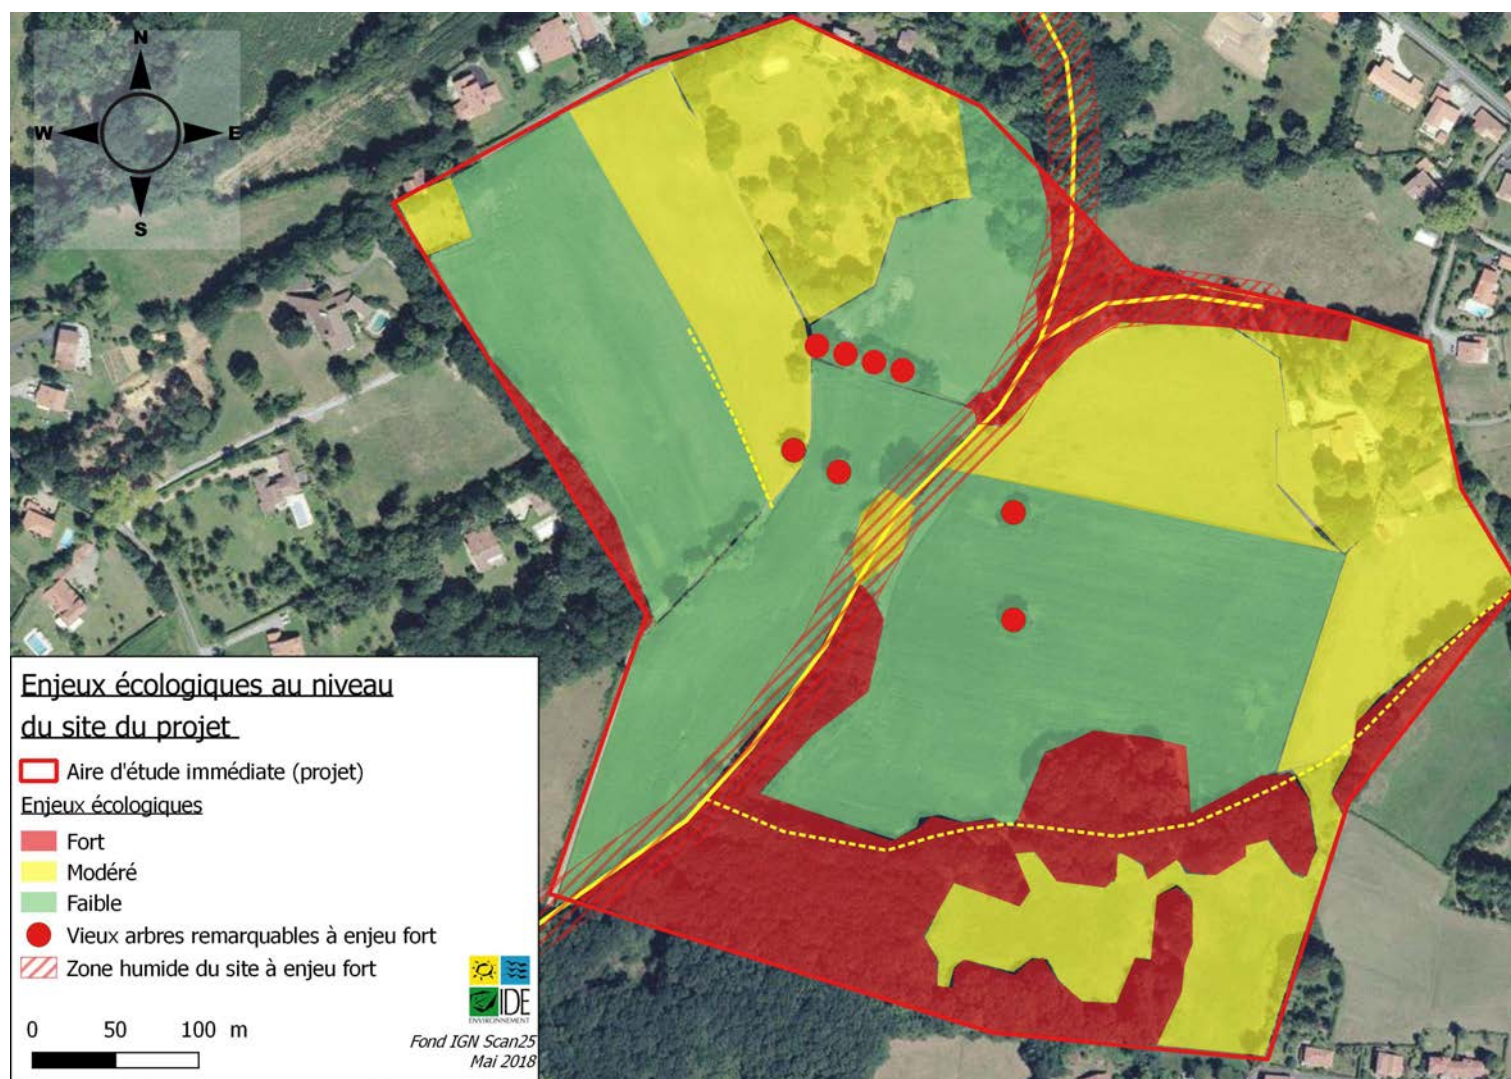 N
W E
S
Enjeux écologiques au niveau
du site du projet
Aire d'étude immédiate (projet)
Enjeux écologiques
Fort
Modéré
Faible
Vieux arbres remarquables à enjeu fort
Zone humide du site à enjeu fort
IDE
ENVIRONNEMENT
0 50 100 m
Fond IGN Scan25
Mai 2018